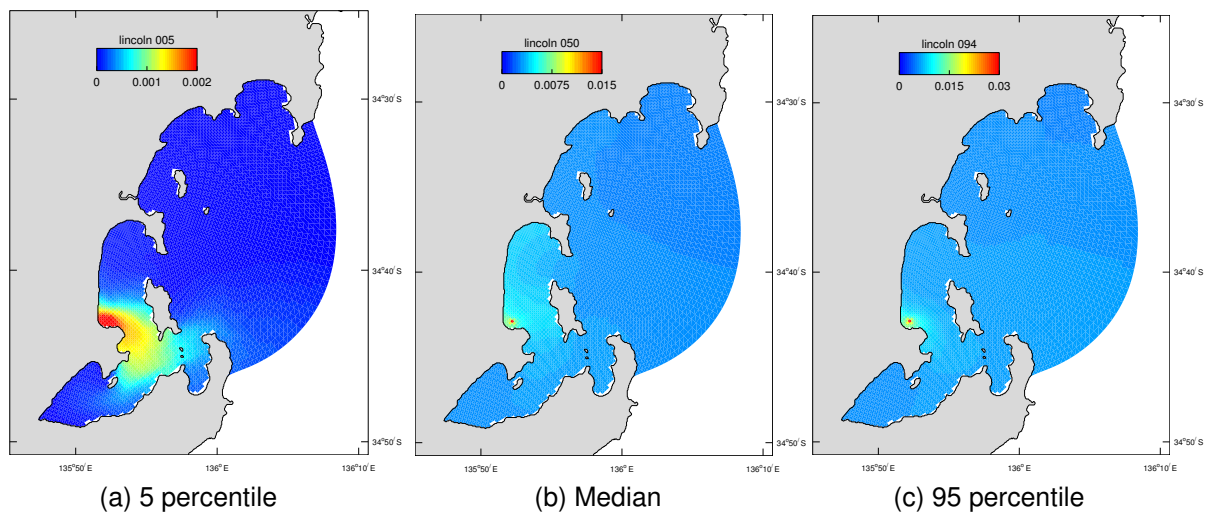 lincoln 005
0 0.001 0.002
34°30′ S
34°40′ S
34°50′ S
135°50′ E 136° E 136°10′ E
(a) 5 percentile
lincoln 050
0 0.0075 0.015
34°30′ S
34°40′ S
34°50′ S
135°50′ E 136° E 136°10′ E
(b) Median
lincoln 094
0 0.015 0.03
34°30′ S
34°40′ S
34°50′ S
135°50′ E 136° E 136°10′ E
(c) 95 percentile